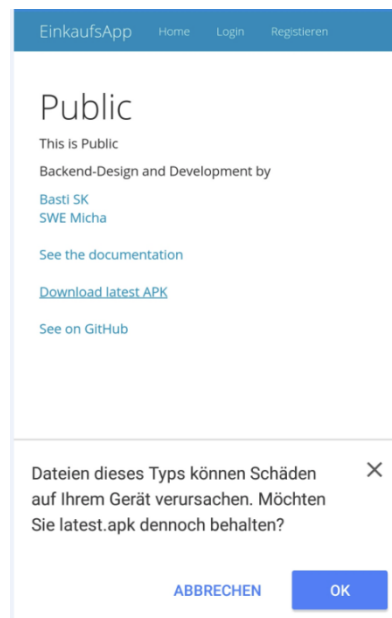 EinkaufsApp Home Login Registieren
Public
This is Public
Backend-Design and Development by
Basti SK
SWE Micha
See the documentation
Download latest APK
See on GitHub
Dateien dieses Typs können Schäden
auf Ihrem Gerät verursachen. Möchten
Sie latest.apk dennoch behalten?
ABBRECHEN OK